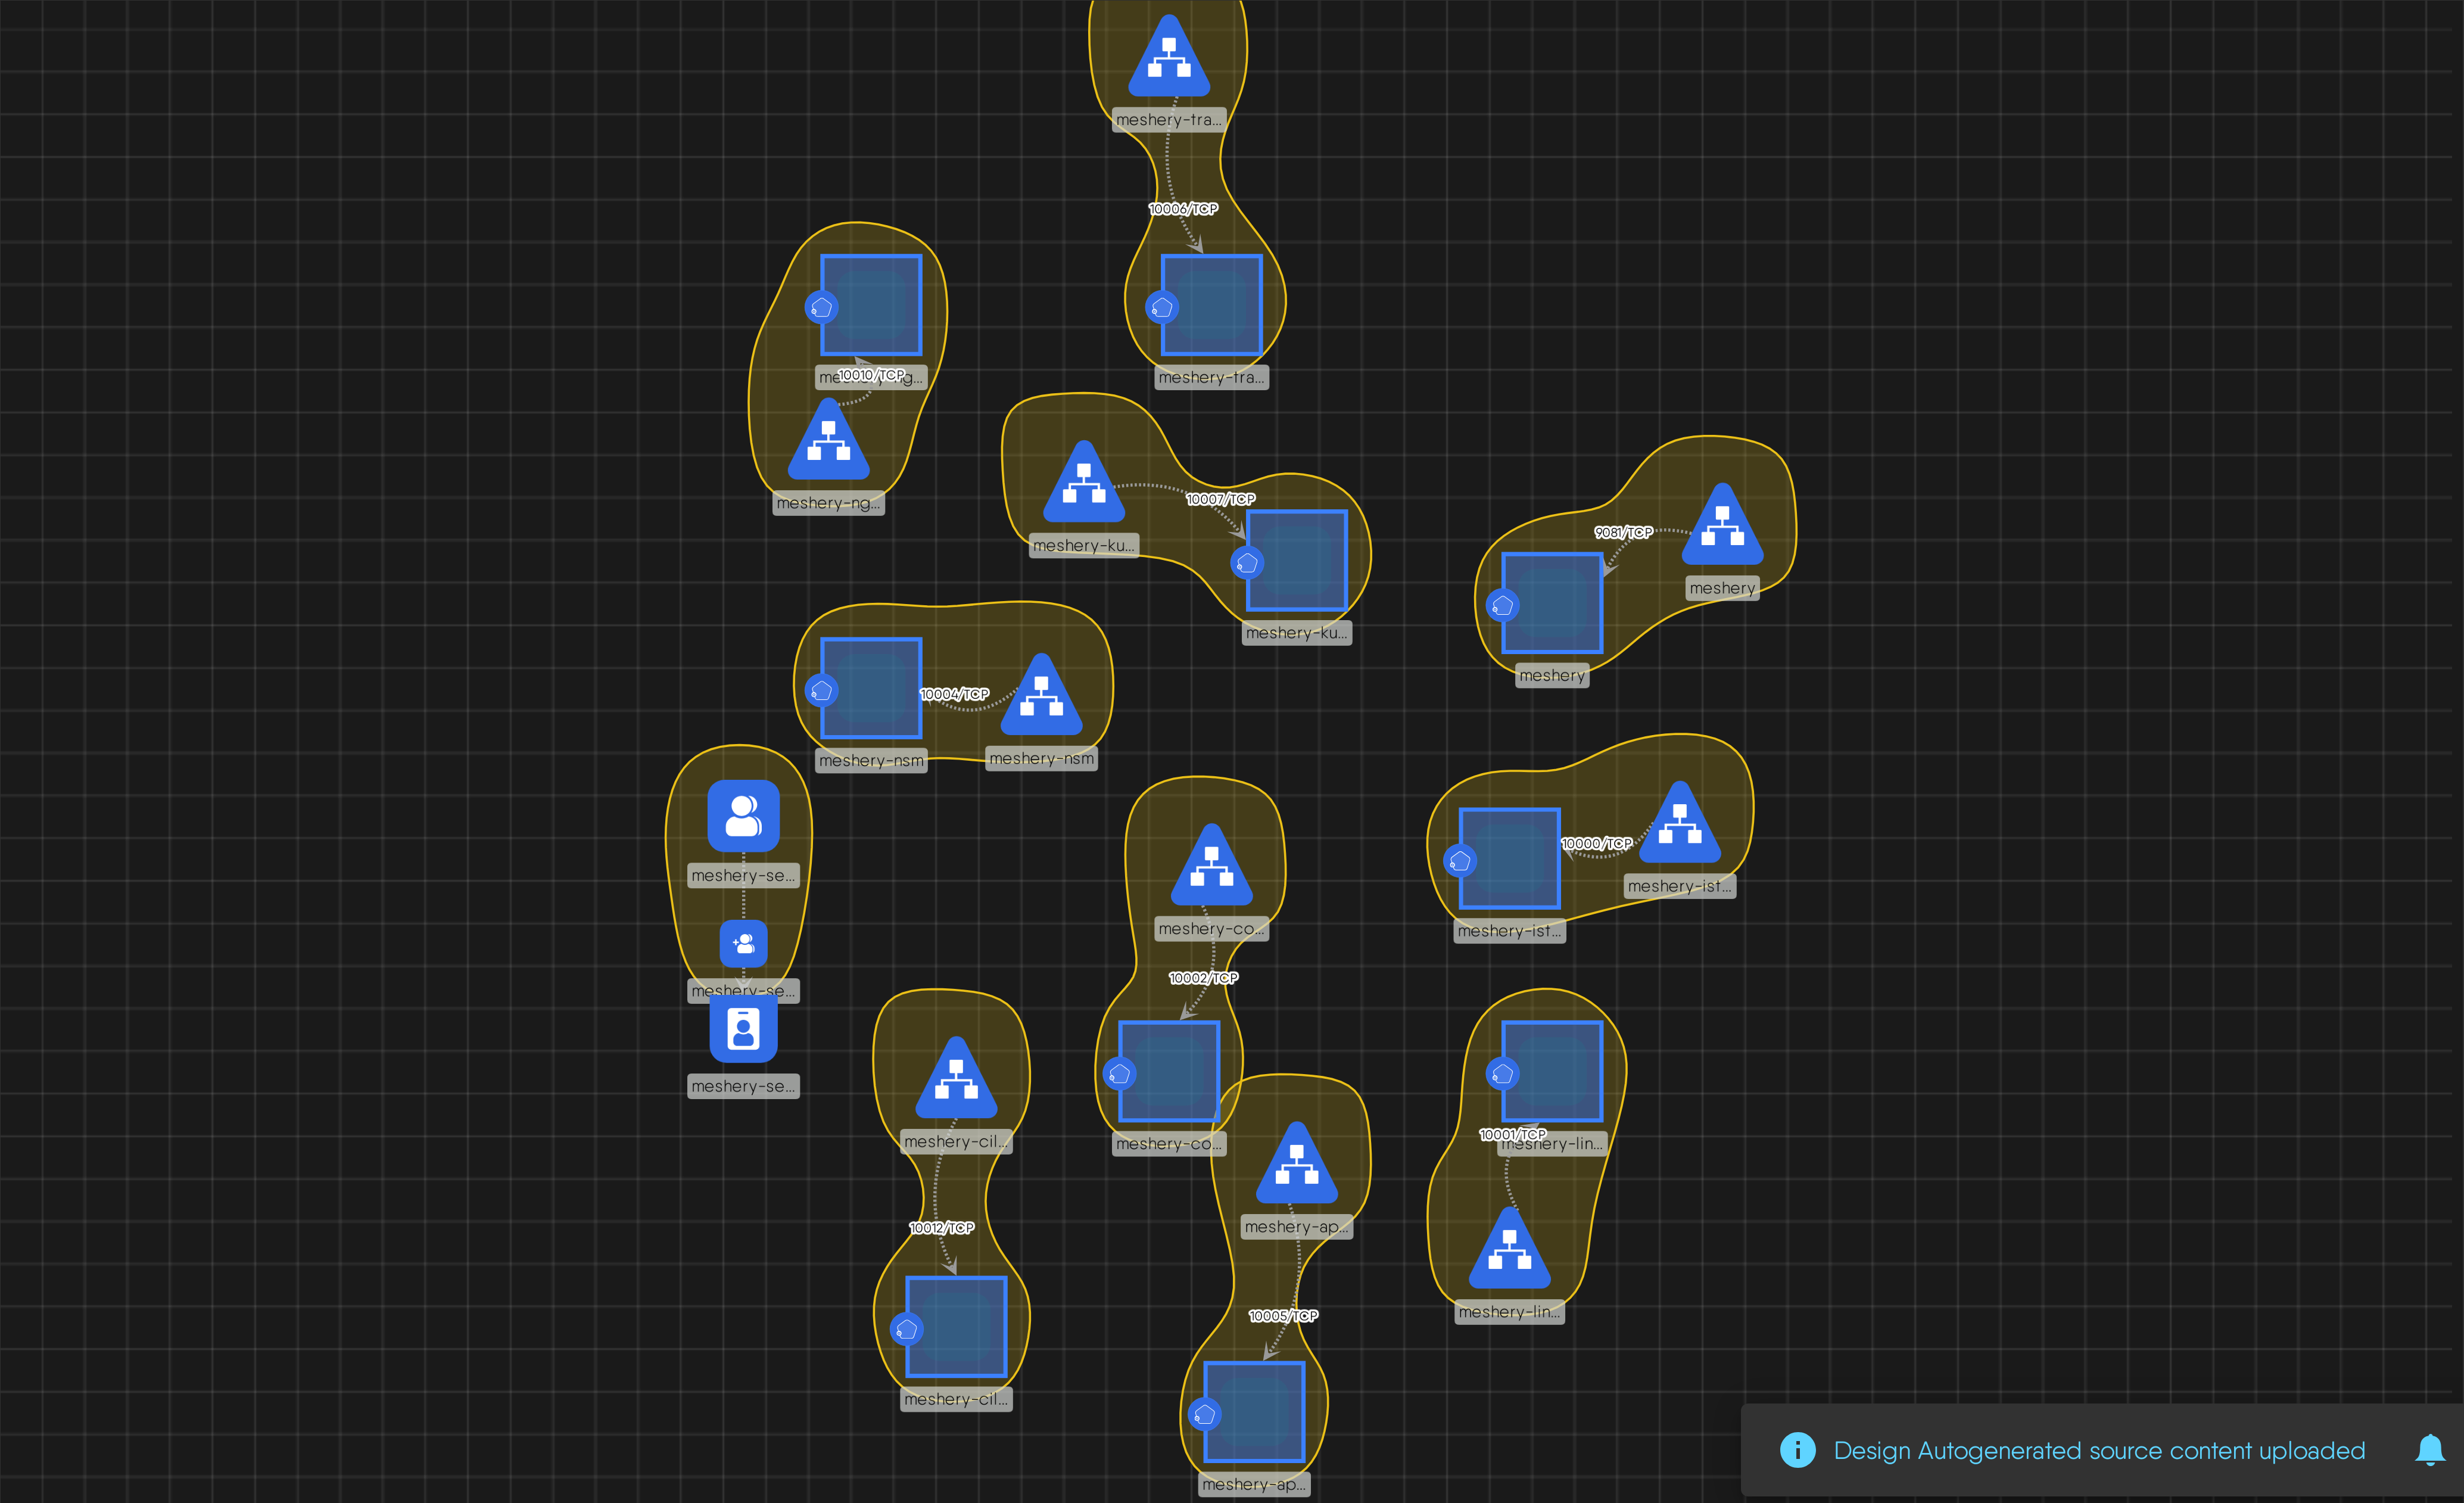 meshery-tra...
10006/TCP
meshery-tra...
10010/TCP
meshery-ng...
10007/TCP
meshery-ku...
meshery-ku...
9081/TCP
meshery
meshery
10004/TCP
meshery-nsm
meshery-nsm
meshery-se...
meshery-se...
meshery-se...
meshery-co...
10002/TCP
meshery-co...
10000/TCP
meshery-ist...
meshery-ist...
meshery-cil...
10012/TCP
meshery-cil...
meshery-ap...
10005/TCP
meshery-ap...
10001/TCP
meshery-lin...
meshery-lin...
Design Autogenerated source content uploaded